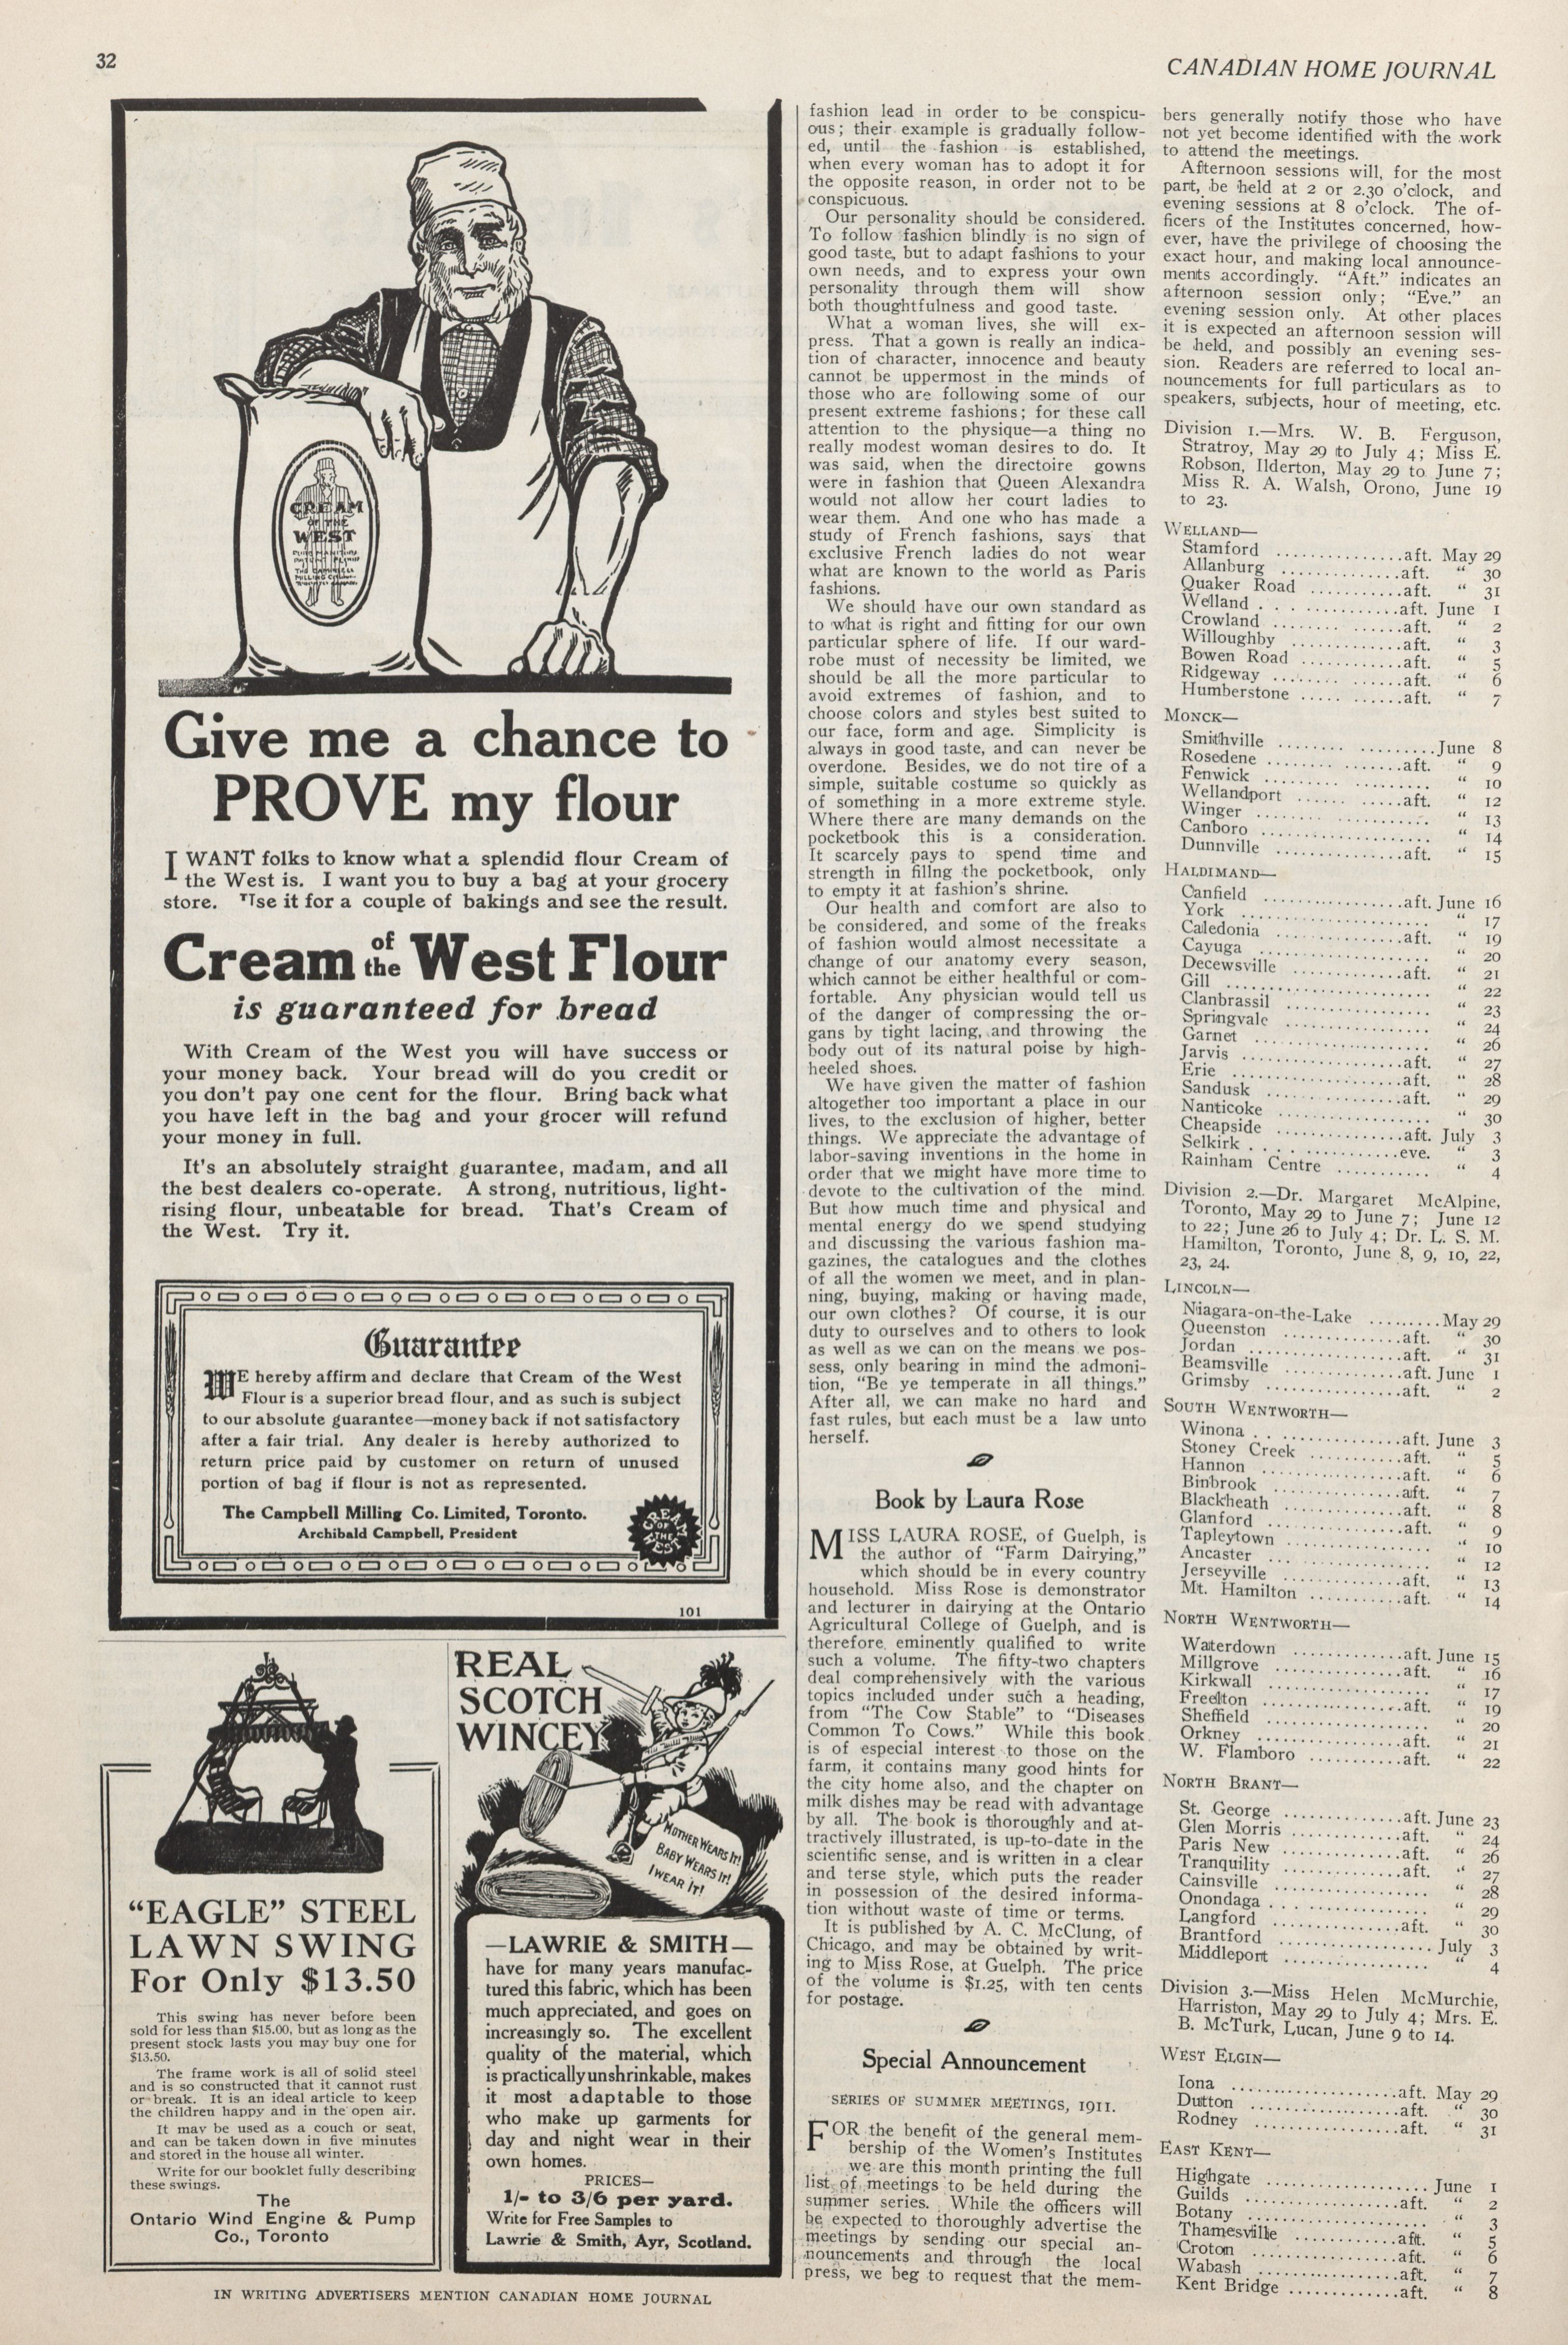 32
CANADIAN HOME JOURNAL
CREAM
OF THE
WEST
Give me a chance to
PROVE my flour
I WANT folks to know what a splendid flour Cream of
the West is. I want you to buy a bag at your grocery
store. Use it for a couple of bakings and see the result.
Cream of the West Flour
is guaranteed for bread
With Cream of the West you will have success or
your money back. Your bread will do you credit or
you don't pay one cent for the flour. Bring back what
you have left in the bag and your grocer will refund
your money in full.
It's an absolutely straight guarantee, madam, and all
the best dealers co-operate. A strong, nutritious, light-
rising flour, unbeatable for bread. That's Cream of
the West. Try it.
Guarantee
WE hereby affirm and declare that Cream of the West
Flour is a superior bread flour, and as such is subject
to our absolute guarantee—money back if not satisfactory
after a fair trial. Any dealer is hereby authorized to
return price paid by customer on return of unused
portion of bag if flour is not as represented.
The Campbell Milling Co. Limited, Toronto.
Archibald Campbell, President
CREAM
OF
THE
WEST
101
"EAGLE" STEEL
LAWN SWING
For Only $13.50
This swing has never before been
sold for less than $15.00, but as long as the
present stock lasts you may buy one for
$13.50.
The frame work is all of solid steel
and is so constructed that it cannot rust
or break. It is an ideal article to keep
the children happy and in the open air.
It may be used as a couch or seat,
and can be taken down in five minutes
and stored in the house all winter.
Write for our booklet fully describing
these swings.
The
Ontario Wind Engine & Pump
Co., Toronto
REAL
SCOTCH
WINCEY
MOTHER WEARS IT!
BABY WEARS IT!
I WEAR IT!
—LAWRIE & SMITH—
have for many years manufac-
tured this fabric, which has been
much appreciated, and goes on
increasingly so. The excellent
quality of the material, which
is practically unshrinkable, makes
it most adaptable to those
who make up garments for
day and night wear in their
own homes.
PRICES—
1/- to 3/6 per yard.
Write for Free Samples to
Lawrie & Smith, Ayr, Scotland.
IN WRITING ADVERTISERS MENTION CANADIAN HOME JOURNAL
fashion lead in order to be conspicu-
ous; their example is gradually follow-
ed, until the fashion is established,
when every woman has to adopt it for
the opposite reason, in order not to be
conspicuous.
Our personality should be considered.
To follow fashion blindly is no sign of
good taste, but to adapt fashions to your
own needs, and to express your own
personality through them will show
both thoughtfulness and good taste.
What a woman lives, she will ex-
press. That a gown is really an indica-
tion of character, innocence and beauty
cannot be uppermost in the minds of
those who are following some of our
present extreme fashions; for these call
attention to the physique—a thing no
really modest woman desires to do. It
was said, when the directoire gowns
were in fashion that Queen Alexandra
would not allow her court ladies to
wear them. And one who has made a
study of French fashions, says that
exclusive French ladies do not wear
what are known to the world as Paris
fashions.
We should have our own standard as
to what is right and fitting for our own
particular sphere of life. If our ward-
robe must of necessity be limited, we
should be all the more particular to
avoid extremes of fashion, and to
choose colors and styles best suited to
our face, form and age. Simplicity is
always in good taste, and can never be
overdone. Besides, we do not tire of a
simple, suitable costume so quickly as
of something in a more extreme style.
Where there are many demands on the
pocketbook this is a consideration.
It scarcely pays to spend time and
strength in fillng the pocketbook, only
to empty it at fashion's shrine.
Our health and comfort are also to
be considered, and some of the freaks
of fashion would almost necessitate a
change of our anatomy every season,
which cannot be either healthful or com-
fortable. Any physician would tell us
of the danger of compressing the or-
gans by tight lacing, and throwing the
body out of its natural poise by high-
heeled shoes.
We have given the matter of fashion
altogether too important a place in our
lives, to the exclusion of higher, better
things. We appreciate the advantage of
labor-saving inventions in the home in
order that we might have more time to
devote to the cultivation of the mind.
But how much time and physical and
mental energy do we spend studying
and discussing the various fashion ma-
gazines, the catalogues and the clothes
of all the women we meet, and in plan-
ning, buying, making or having made,
our own clothes? Of course, it is our
duty to ourselves and to others to look
as well as we can on the means we pos-
sess, only bearing in mind the admoni-
tion, "Be ye temperate in all things."
After all, we can make no hard and
fast rules, but each must be a law unto
herself.
Book by Laura Rose
MISS LAURA ROSE, of Guelph, is
the author of "Farm Dairying,"
which should be in every country
household. Miss Rose is demonstrator
and lecturer in dairying at the Ontario
Agricultural College of Guelph, and is
therefore eminently qualified to write
such a volume. The fifty-two chapters
deal comprehensively with the various
topics included under such a heading,
from "The Cow Stable" to "Diseases
Common To Cows." While this book
is of especial interest to those on the
farm, it contains many good hints for
the city home also, and the chapter on
milk dishes may be read with advantage
by all. The book is thoroughly and at-
tractively illustrated, is up-to-date in the
scientific sense, and is written in a clear
and terse style, which puts the reader
in possession of the desired informa-
tion without waste of time or terms.
It is published by A. C. McClung, of
Chicago, and may be obtained by writ-
ing to Miss Rose, at Guelph. The price
of the volume is $1.25, with ten cents
for postage.
Special Announcement
SERIES OF SUMMER MEETINGS, 1911.
FOR the benefit of the general mem-
bership of the Women's Institutes
we are this month printing the full
list of meetings to be held during the
summer series. While the officers will
be expected to thoroughly advertise the
meetings by sending our special an-
nouncements and through the local
press, we beg to request that the mem-
bers generally notify those who have
not yet become identified with the work
to attend the meetings.
Afternoon sessions will, for the most
part, be held at 2 or 2.30 o'clock, and
evening sessions at 8 o'clock. The of-
ficers of the Institutes concerned, how-
ever, have the privilege of choosing the
exact hour, and making local announce-
ments accordingly. "Aft." indicates an
afternoon session only; "Eve." an
evening session only. At other places
it is expected an afternoon session will
be held, and possibly an evening ses-
sion. Readers are referred to local an-
nouncements for full particulars as to
speakers, subjects, hour of meeting, etc.
Division 1.—Mrs. W. B. Ferguson,
Stratroy, May 29 to July 4; Miss E.
Robson, Ilderton, May 29 to June 7;
Miss R. A. Walsh, Orono, June 19
to 23.
WELLAND—
Stamford ..............aft. May 29
Allanburg ..............aft. " 30
Quaker Road ...........aft. " 31
Welland ...............aft. June 1
Crowland ..............aft. " 2
Willoughby ............aft. " 3
Bowen Road ............aft. " 5
Ridgeway ..............aft. " 6
Humberstone ...........aft. " 7
MONCK—
Smithville .................June 8
Rosedene ..............aft. " 9
Fenwick ................... " 10
Wellandport ...........aft. " 12
Winger .................... " 13
Canboro ................... " 14
Dunnville .............aft. " 15
HALDIMAND—
Canfield ..............aft. June 16
York ...................... " 17
Caledonia .............aft. " 19
Cayuga .................... " 20
Decewsville ...........aft. " 21
Gill ...................... " 22
Clanbrassil ............... " 23
Springvale ................ " 24
Garnet .................... " 26
Jarvis ................aft. " 27
Erie ..................aft. " 28
Sandusk ...............aft. " 29
Nanticoke ................. " 30
Cheapside .............aft. July 3
Selkirk ...............eve. " 3
Rainham Centre ............ " 4
Division 2.—Dr. Margaret McAlpine,
Toronto, May 29 to June 7; June 12
to 22; June 26 to July 4; Dr. L. S. M.
Hamilton, Toronto, June 8, 9, 10, 22,
23, 24.
LINCOLN—
Niagara-on-the-Lake .........May 29
Queenston .............aft. " 30
Jordan ................aft. " 31
Beamsville ............aft. June 1
Grimsby ...............aft. " 2
SOUTH WENTWORTH—
Winona ................aft. June 3
Stoney Creek ..........aft. " 5
Hannon ................aft. " 6
Binbrook ..............aft. " 7
Blackheath ............aft. " 8
Glanford ..............aft. " 9
Tapleytown ................ " 10
Ancaster .................. " 12
Jerseyville ...........aft. " 13
Mt. Hamilton ..........aft. " 14
NORTH WENTWORTH—
Waterdown .............aft. June 15
Millgrove .............aft. " 16
Kirkwall .................. " 17
Freelton ..............aft. " 19
Sheffield ................. " 20
Orkney ................aft. " 21
W. Flamboro ...........aft. " 22
NORTH BRANT—
St. George ............aft. June 23
Glen Morris ...........aft. " 24
Paris New .............aft. " 26
Tranquility ...........aft. " 27
Cainsville ................ " 28
Onondaga .................. " 29
Langford ..............aft. " 30
Brantford ..................July 3
Middleport ................ " 4
Division 3.—Miss Helen McMurchie,
Harriston, May 29 to July 4; Mrs. E.
B. McTurk, Lucan, June 9 to 14.
WEST ELGIN—
Iona ..................aft. May 29
Dutton ................aft. " 30
Rodney ................aft. " 31
EAST KENT—
Highgate ...................June 1
Guilds ................aft. " 2
Botany .................... " 3
Thamesville ...........aft. " 5
Croton ................aft. " 6
Wabash ................aft. " 7
Kent Bridge ...........aft. " 8